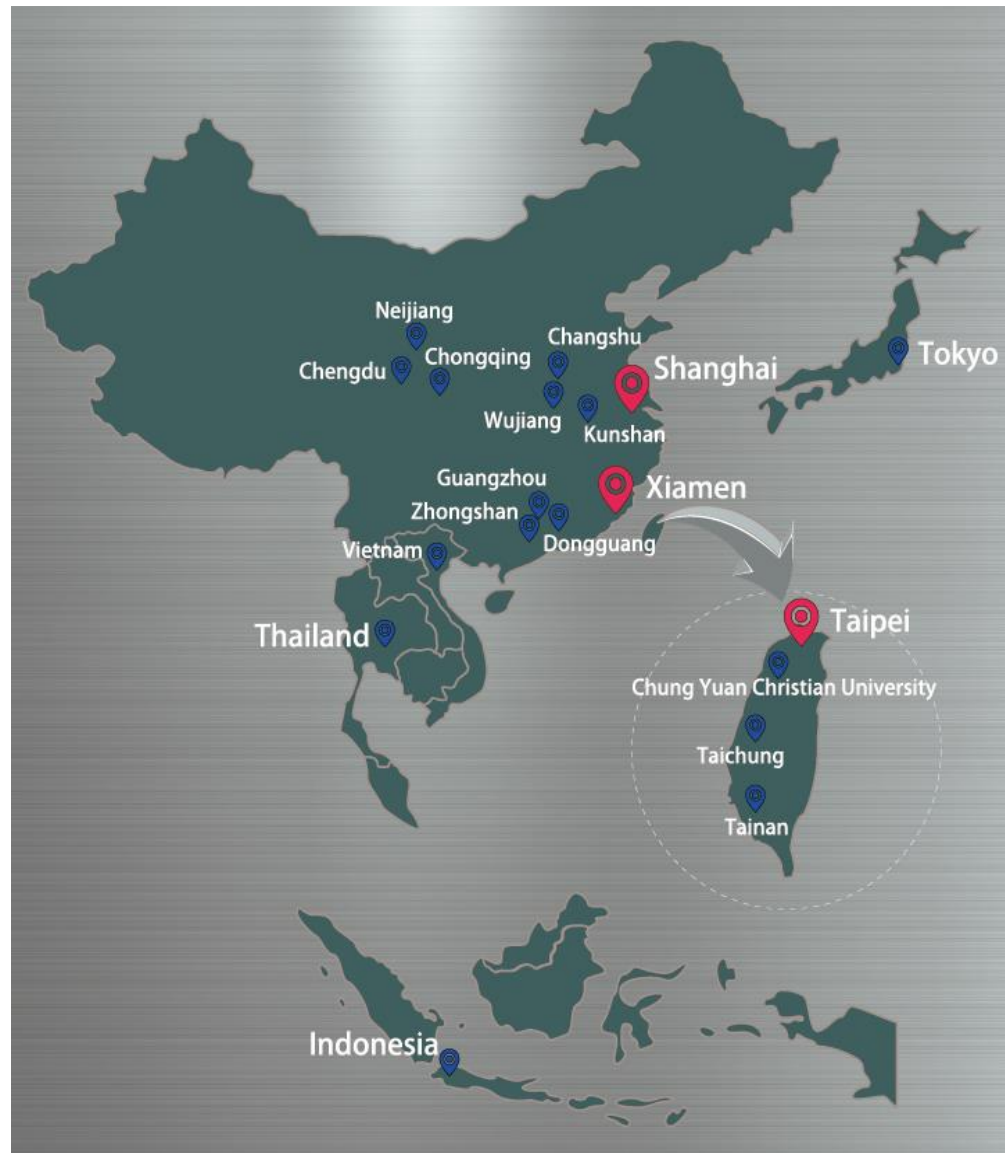 Neijiang
Changshu
Chongqing
Chengdu
Shanghai
Tokyo
Wujiang
Kunshan
Guangzhou
Xiamen
Zhongshan
Dongguang
Vietnam
Thailand
Taipei
Chung Yuan Christian University
Taichung
Tainan
Indonesia